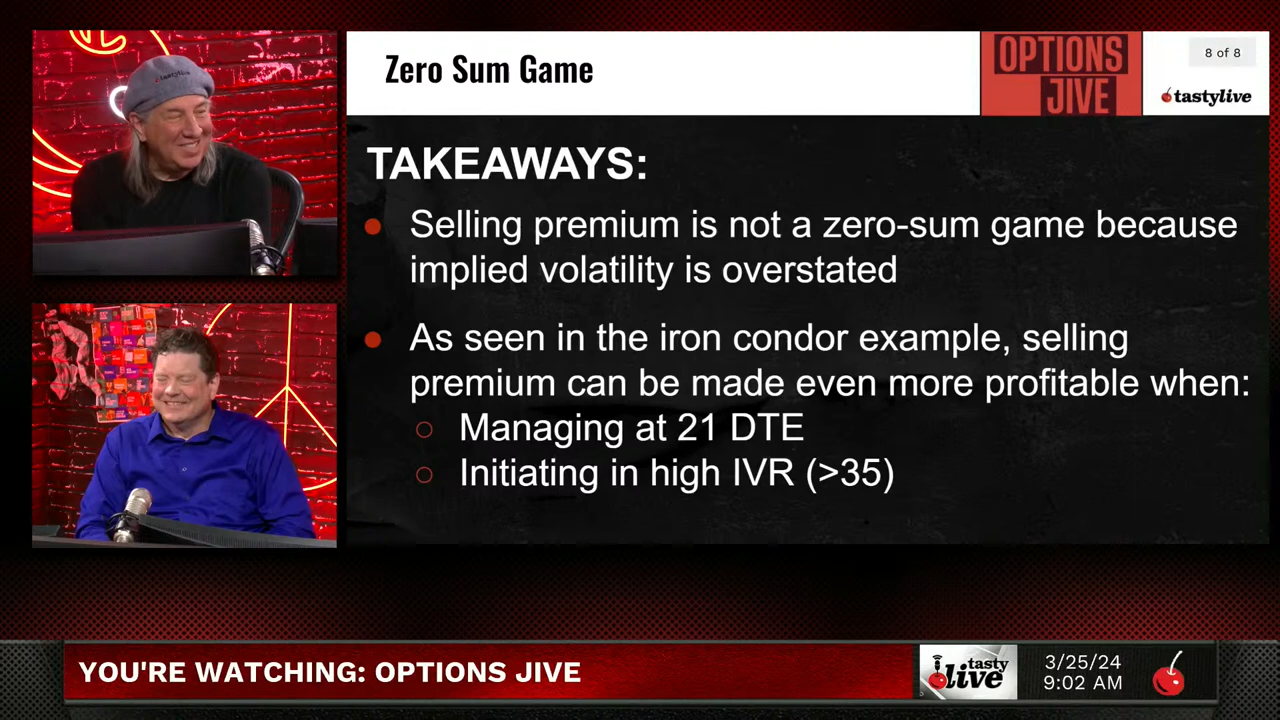 Zero Sum Game
OPTIONS
JIVE
8 of 8
tastylive
tastylive
TAKEAWAYS:
● Selling premium is not a zero-sum game because
implied volatility is overstated
● As seen in the iron condor example, selling
premium can be made even more profitable when:
○ Managing at 21 DTE
○ Initiating in high IVR (>35)
YOU'RE WATCHING: OPTIONS JIVE
tasty
live
3/25/24
9:02 AM